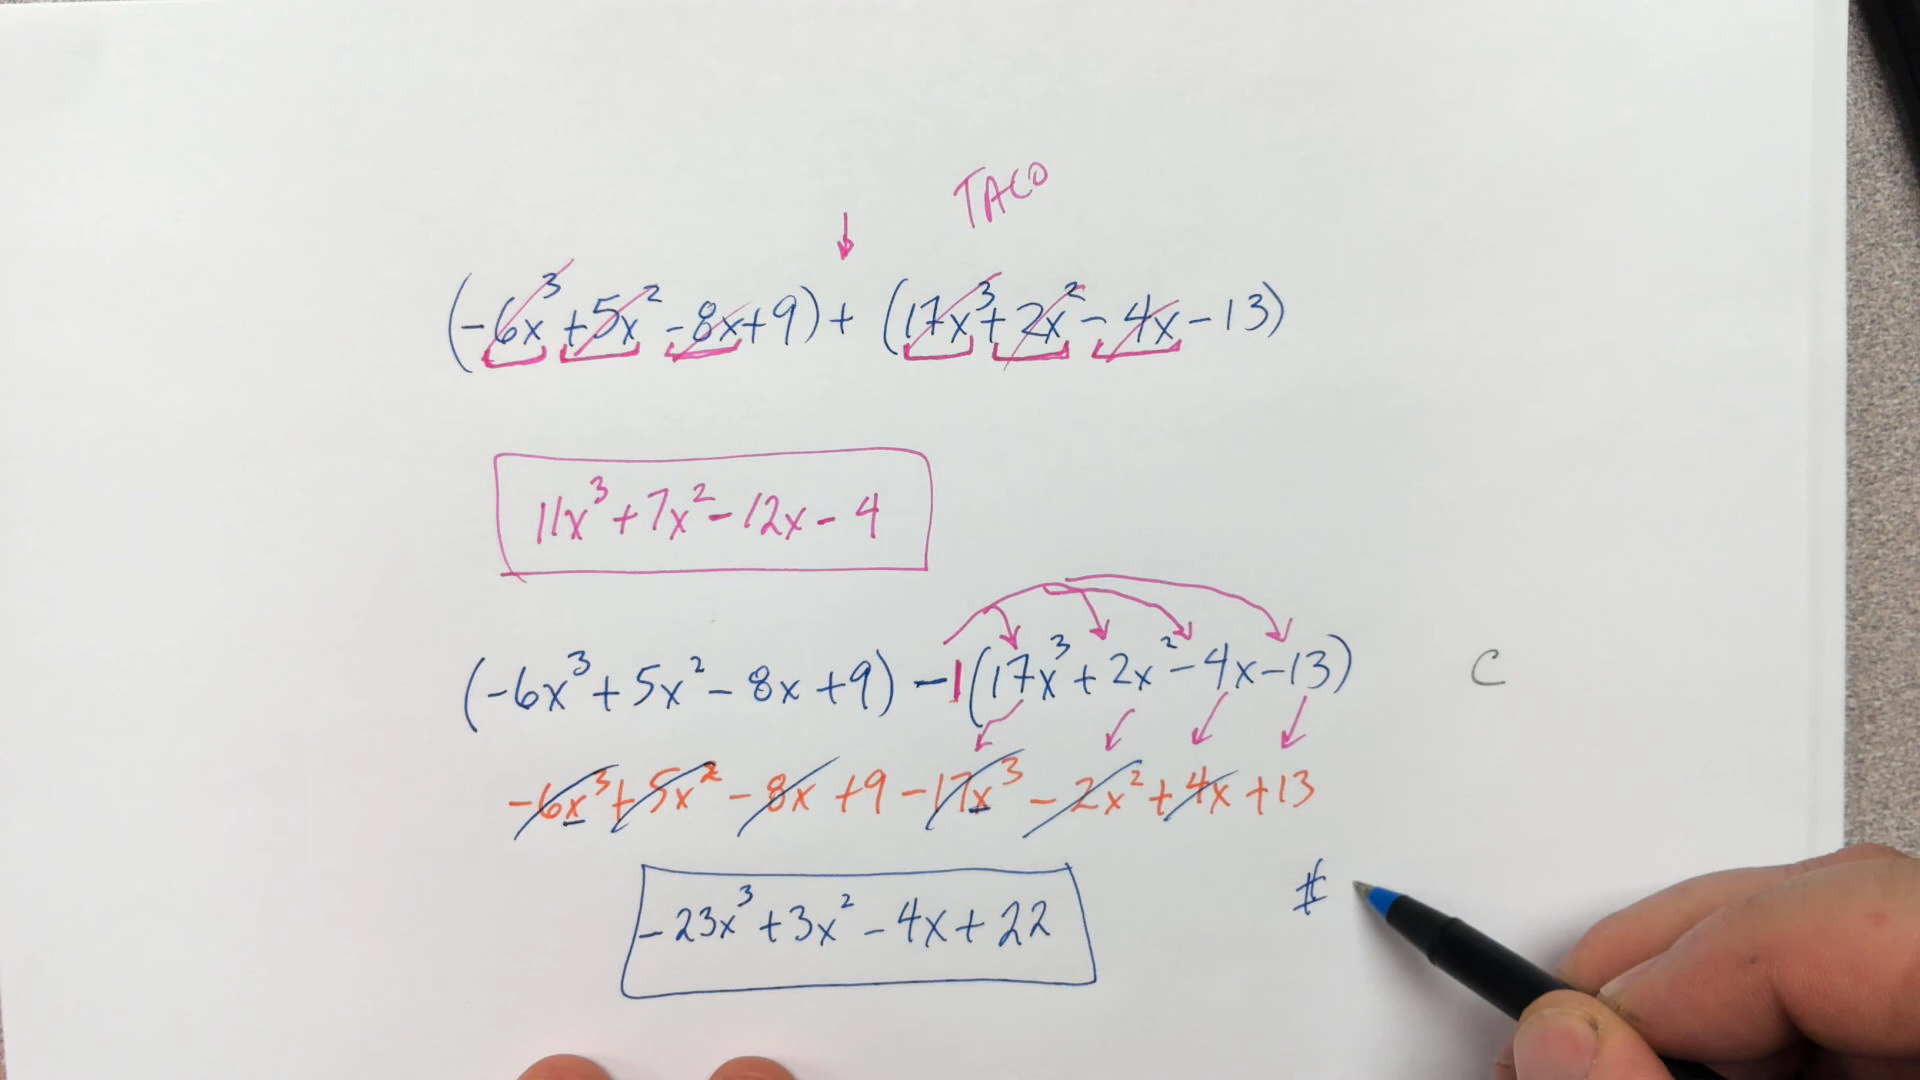 TACO
(-6x³+5x²-8x+9)+(17x³+2x²-4x-13)
11x³+7x²-12x-4
(-6x³+5x²-8x+9)-1(17x³+2x²-4x-13) C
-6x³+5x²-8x+9-17x³-2x²+4x+13
-23x³+3x²-4x+22